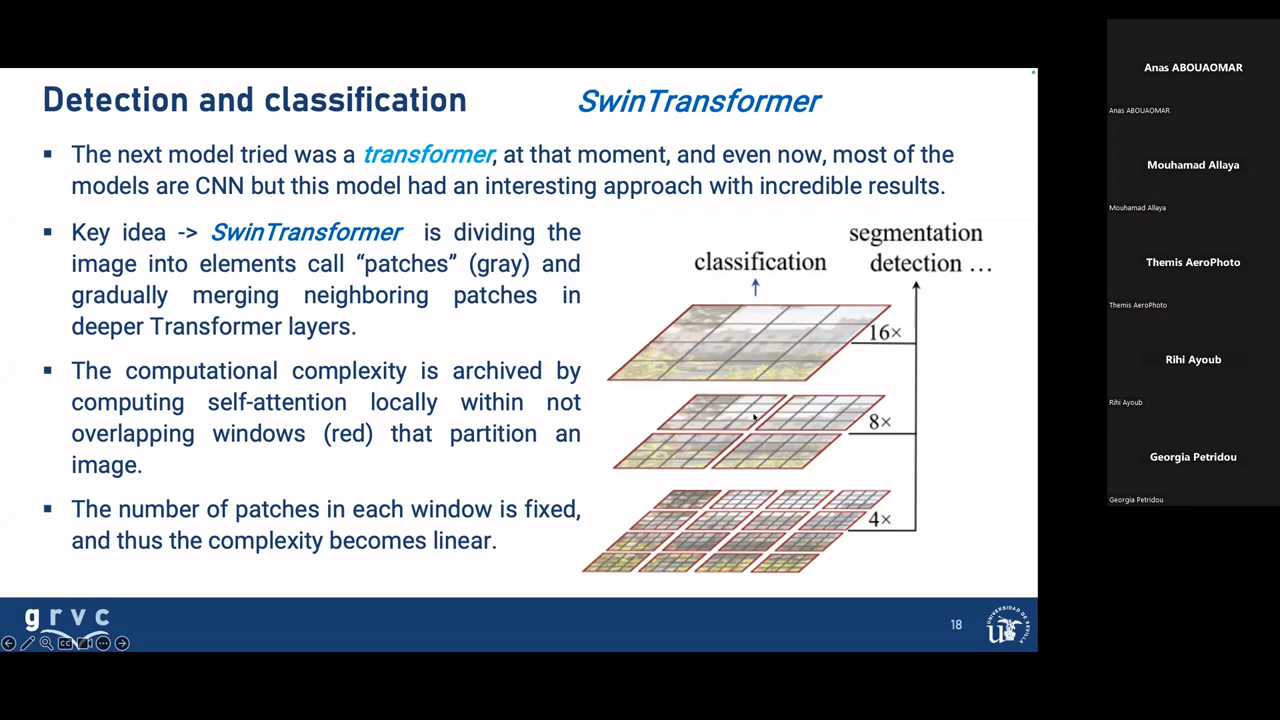 Detection and classification
SwinTransformer
▪ The next model tried was a transformer, at that moment, and even now, most of the
models are CNN but this model had an interesting approach with incredible results.
▪ Key idea -> SwinTransformer is dividing the
image into elements call “patches” (gray) and
gradually merging neighboring patches in
deeper Transformer layers.
▪ The computational complexity is archived by
computing self-attention locally within not
overlapping windows (red) that partition an
image.
▪ The number of patches in each window is fixed,
and thus the complexity becomes linear.
classification
segmentation
detection ...
16×
8×
4×
grvc
CC
18
UNIVERSIDAD DE SEVILLA
Anas ABOUAOMAR
Anas ABOUAOMAR
Mouhamad Allaya
Mouhamad Allaya
Themis AeroPhoto
Themis AeroPhoto
Rihi Ayoub
Rihi Ayoub
Georgia Petridou
Georgia Petridou